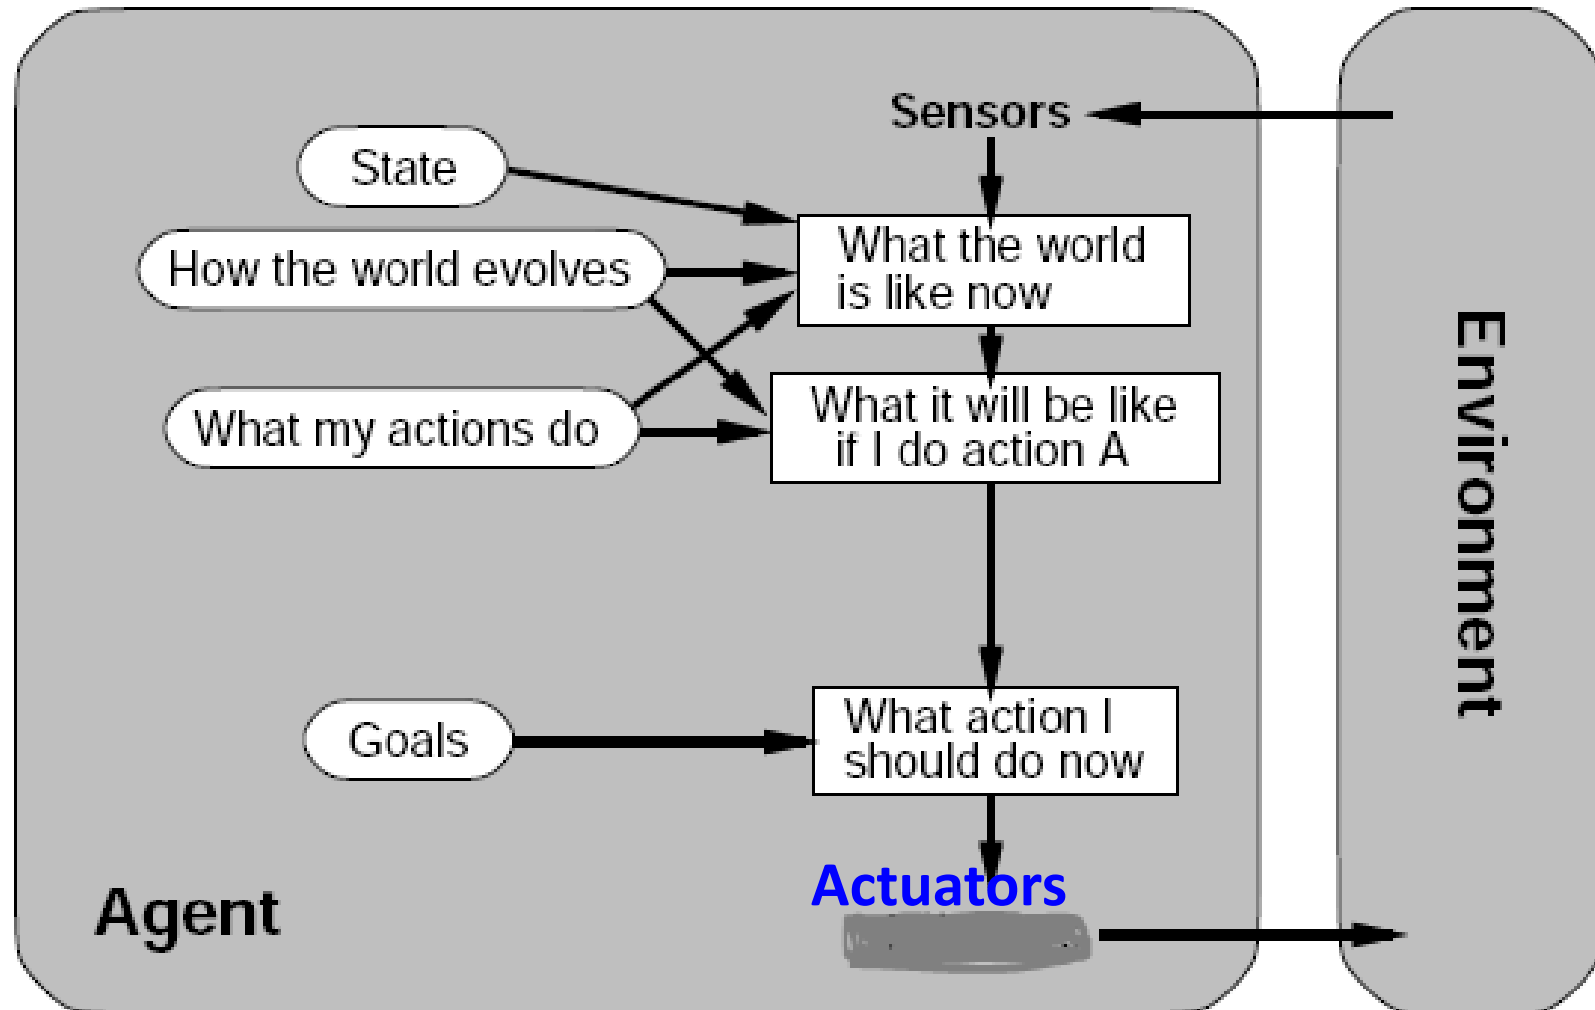 Sensors
State
What the world
is like now
How the world evolves
What my actions do
What it will be like
if I do action A
Goals
What action I
should do now
Actuators
Agent
Environment